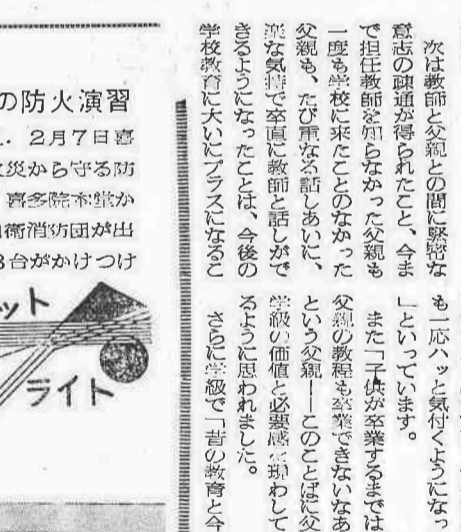 次は教師と父親との間に緊密な
意志の疎通が得られたこと、今ま
で担任教師を知らなかった父親も
一度も学校に来たことのなかった
父親も、たび重なる話しあいに、
楽な気持で卒直に教師と話しがで
きるようになったことは、今後の
学校教育に大いにプラスになるこ
も一応ハッと気付くようになっ
」といっています。
また「子供が卒業するまでは
父親の教程も卒業できないなあ
という父親――このことばに父
学級の価値と必要感を現わして
るように思われました。
さらに学級で「昔の教育と今
の防火演習
. 2月7日喜
災から守る防
喜多院本堂か
衛消防団が出
台がかけつけ
ット
ライト